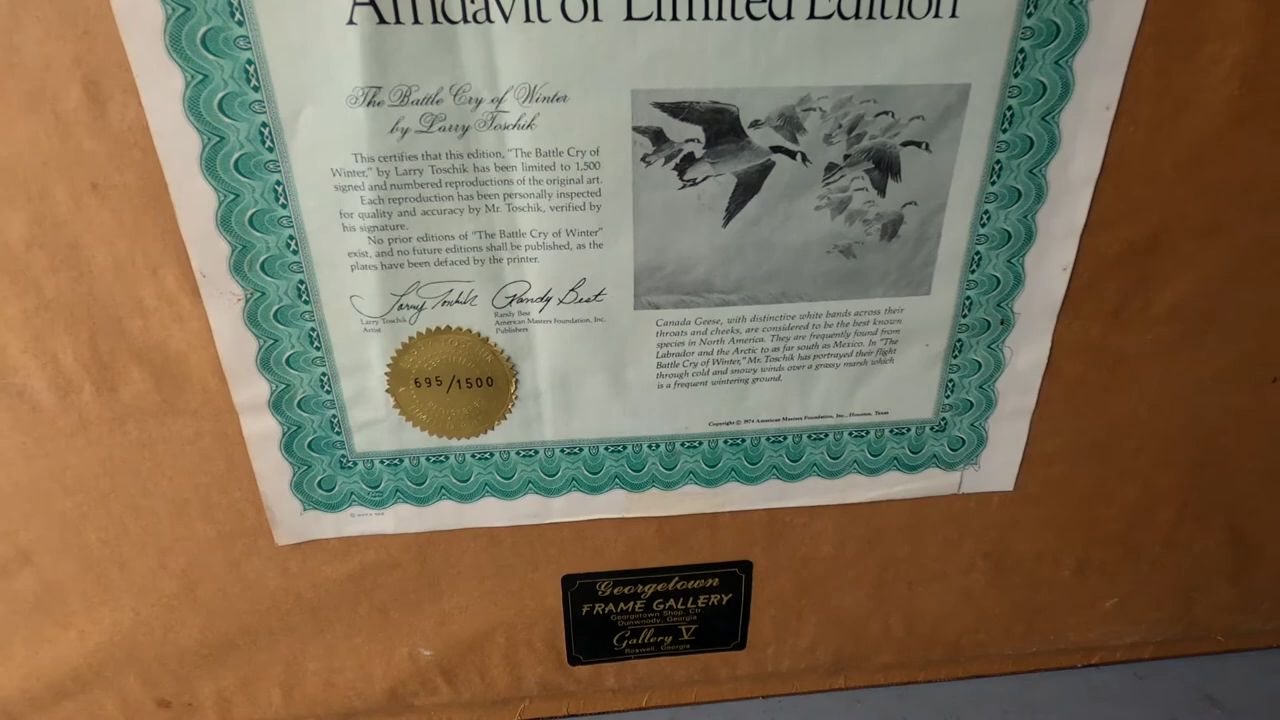 Affidavit of Limited Edition
The Battle Cry of Winter
by Larry Toschik
This certifies that this edition, "The Battle Cry of
Winter," by Larry Toschik has been limited to 1,500
signed and numbered reproductions of the original art.
Each reproduction has been personally inspected
for quality and accuracy by Mr. Toschik, verified by
his signature.
No prior editions of "The Battle Cry of Winter"
exist, and no future editions shall be published, as the
plates have been defaced by the printer.
Larry Toschik Randy Best
Larry Toschik
Artist
Randy Best
American Masters Foundation, Inc.
Publishers
695/1500
Canada Geese, with distinctive white bands across their
throats and cheeks, are considered to be the best known
species in North America. They are frequently found from
Labrador and the Arctic to as far south as Mexico. In "The
Battle Cry of Winter," Mr. Toschik has portrayed their flight
through cold and snowy winds over a grassy marsh which
is a frequent wintering ground.
Copyright © 1974 American Masters Foundation, Inc., Houston, Texas
Georgetown
FRAME GALLERY
Georgetown Shop. Ctr.
Dunwoody, Georgia
Gallery V
Roswell, Georgia